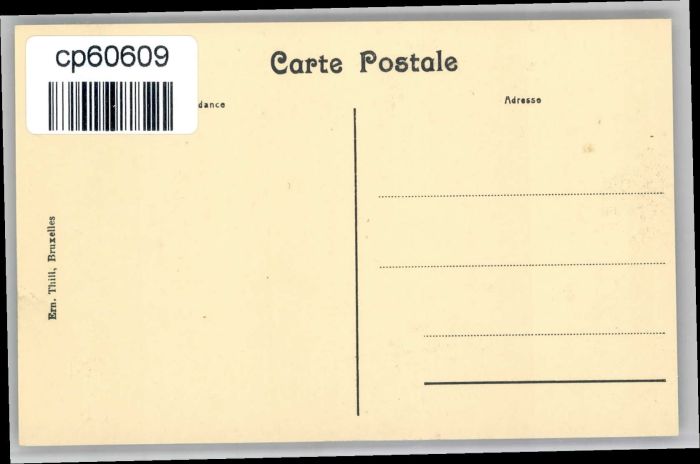 cp60609
Carte Postale
dance
Adresse
Ern. Thill, Bruxelles